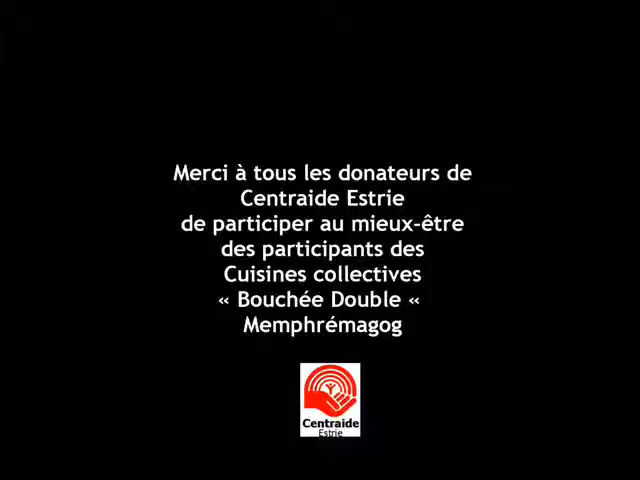 Merci à tous les donateurs de
Centraide Estrie
de participer au mieux-être
des participants des
Cuisines collectives
« Bouchée Double «
Memphrémagog
Centraide
Estrie